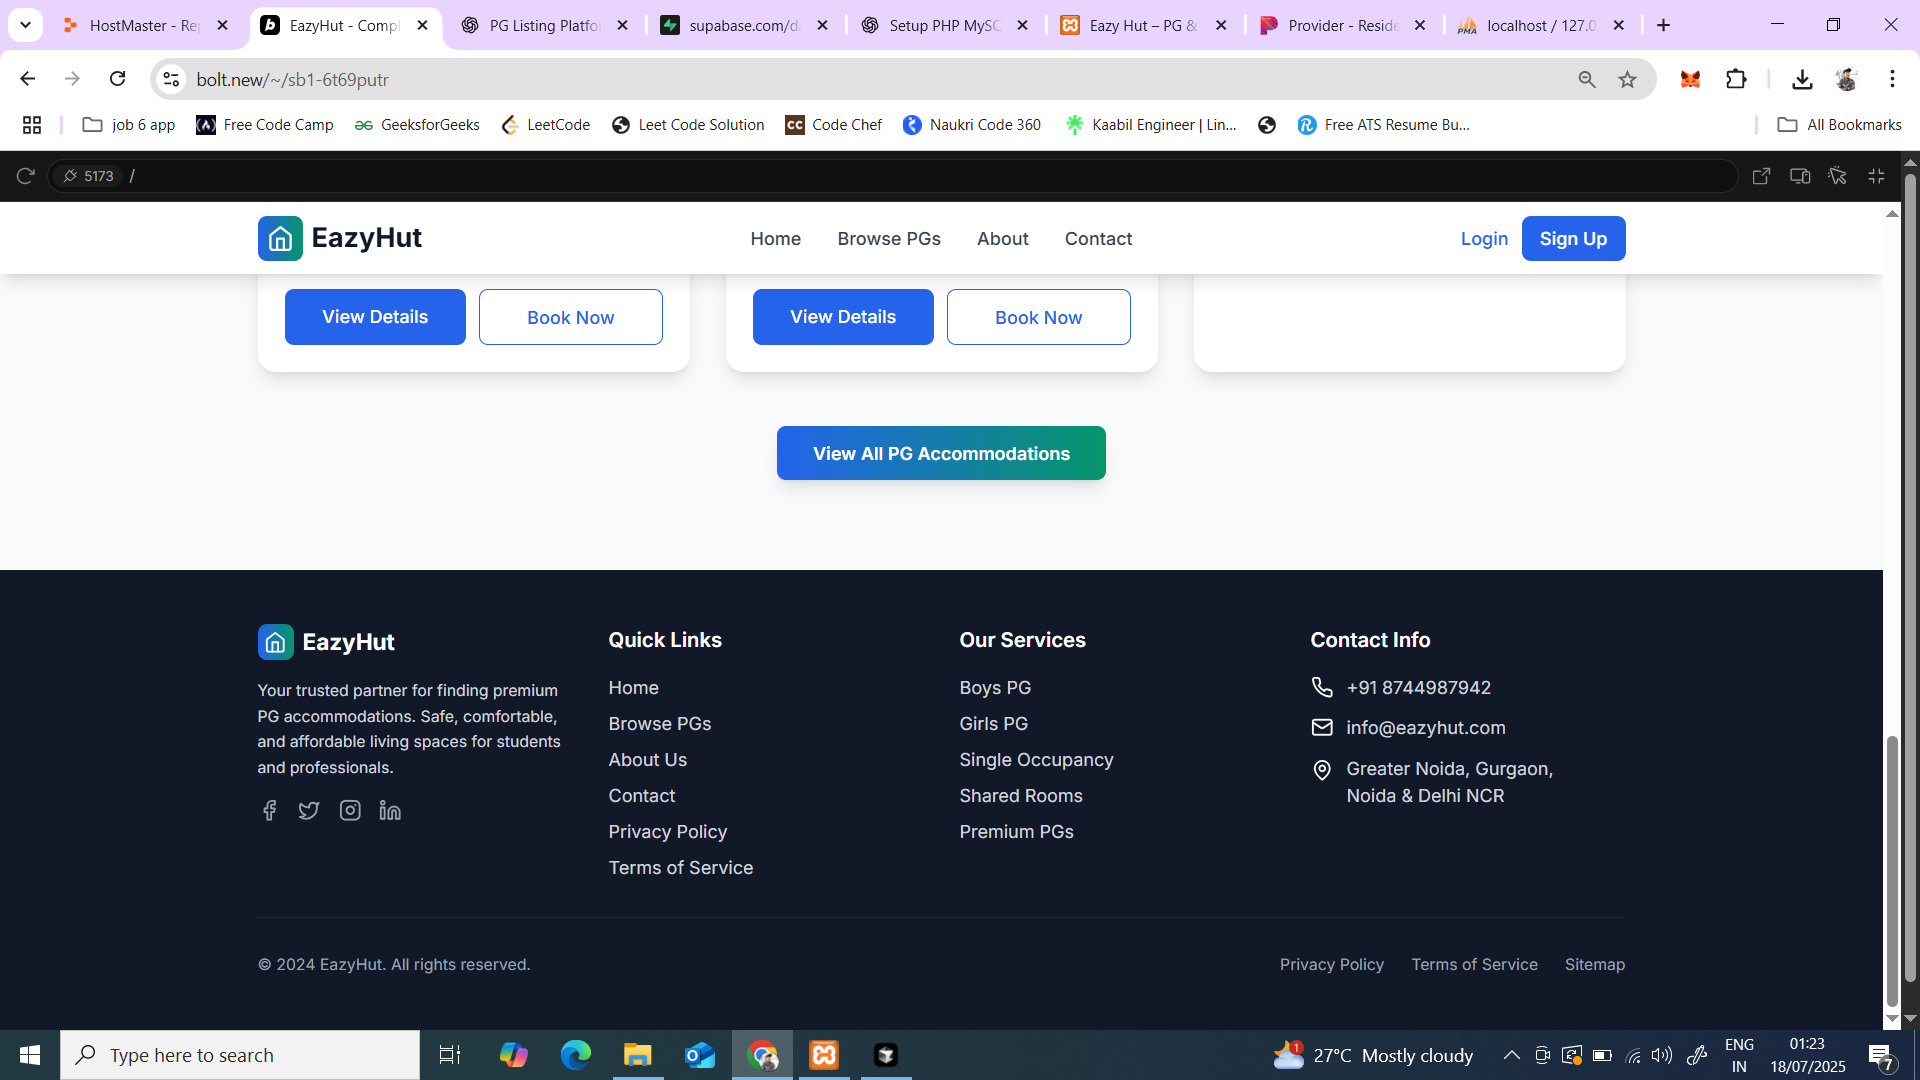 HostMaster - Rep
EazyHut - Compl
PG Listing Platfo
supabase.com/da
Setup PHP MySQ
Eazy Hut – PG &
Provider - Reside
localhost / 127.0
bolt.new/~/sb1-6t69putr
job 6 app
Free Code Camp
GeeksforGeeks
LeetCode
Leet Code Solution
Code Chef
Naukri Code 360
Kaabil Engineer | Lin...
Free ATS Resume Bu...
All Bookmarks
5173 /
EazyHut
Home
Browse PGs
About
Contact
Login
Sign Up
View Details
Book Now
View Details
Book Now
View All PG Accommodations
EazyHut
Your trusted partner for finding premium
PG accommodations. Safe, comfortable,
and affordable living spaces for students
and professionals.
Quick Links
Home
Browse PGs
About Us
Contact
Privacy Policy
Terms of Service
Our Services
Boys PG
Girls PG
Single Occupancy
Shared Rooms
Premium PGs
Contact Info
+91 8744987942
info@eazyhut.com
Greater Noida, Gurgaon,
Noida & Delhi NCR
© 2024 EazyHut. All rights reserved.
Privacy Policy
Terms of Service
Sitemap
Type here to search
1
27°C Mostly cloudy
ENG
IN
01:23
18/07/2025
7